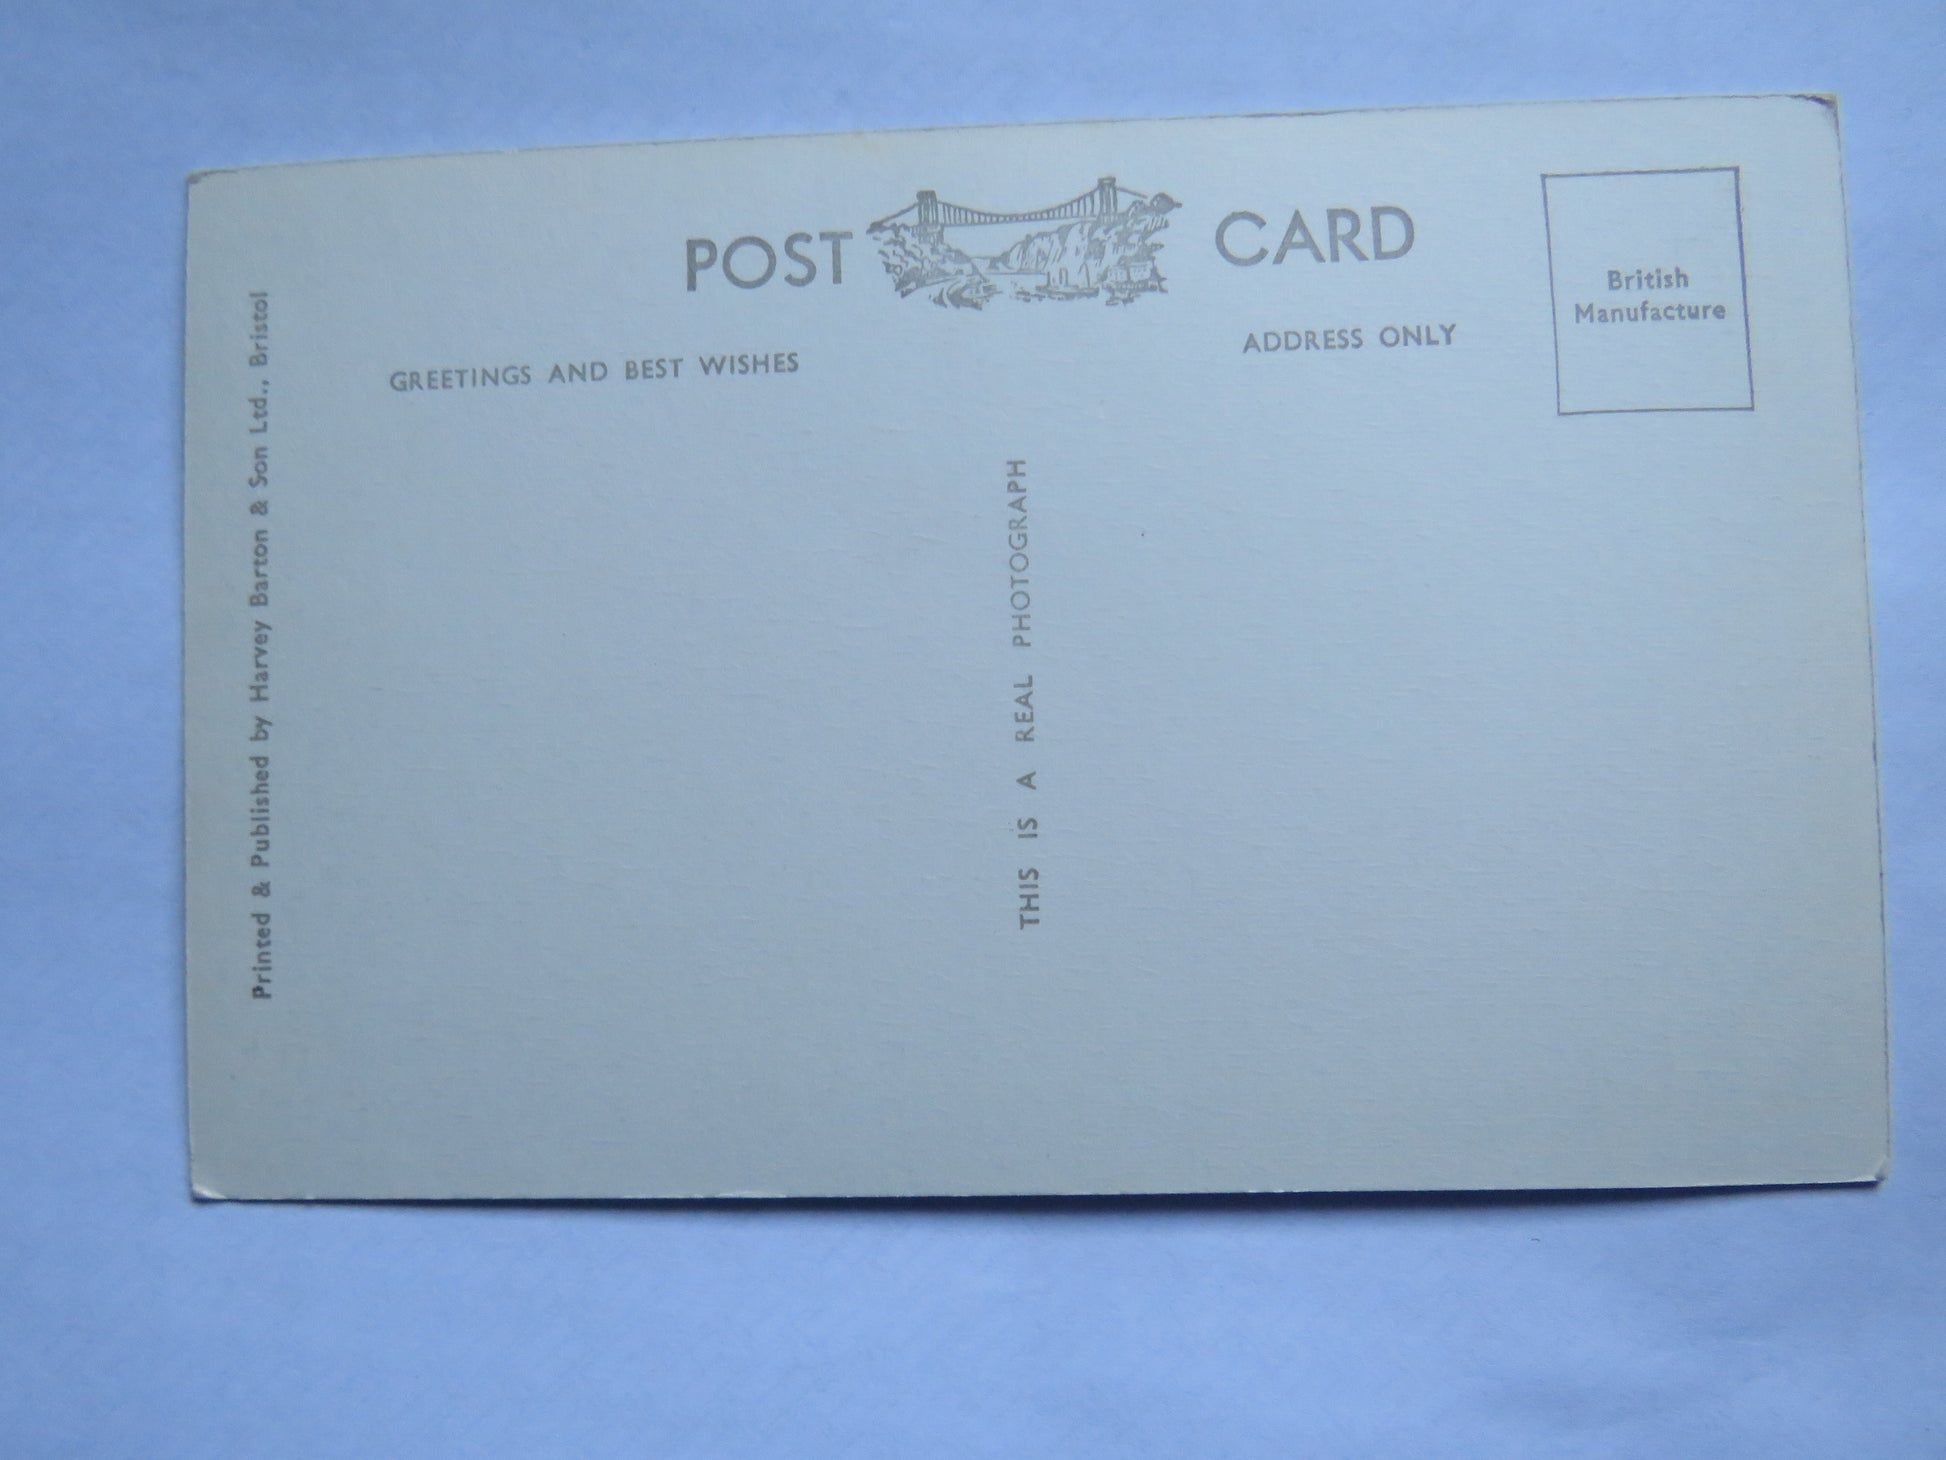 POST CARD
British
Manufacture
GREETINGS AND BEST WISHES
ADDRESS ONLY
Printed & Published by Harvey Barton & Son Ltd., Bristol
THIS IS A REAL PHOTOGRAPH